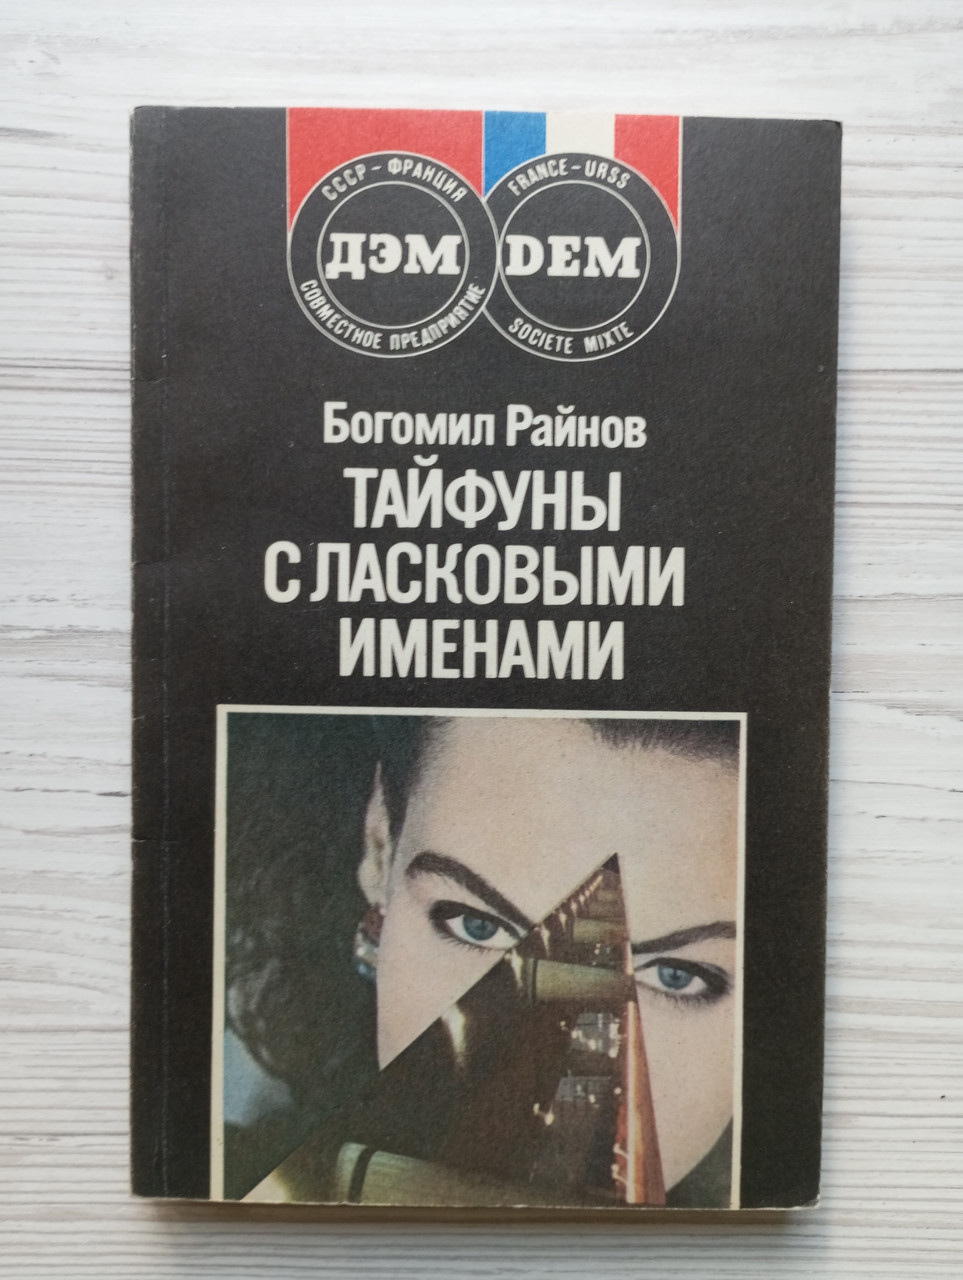 СССР - ФРАНЦИЯ
ДЭМ
СОВМЕСТНОЕ ПРЕДПРИЯТИЕ
FRANCE - URSS
DEM
SOCIETE MIXTE
Богомил Райнов
ТАЙФУНЫ
С ЛАСКОВЫМИ
ИМЕНАМИ